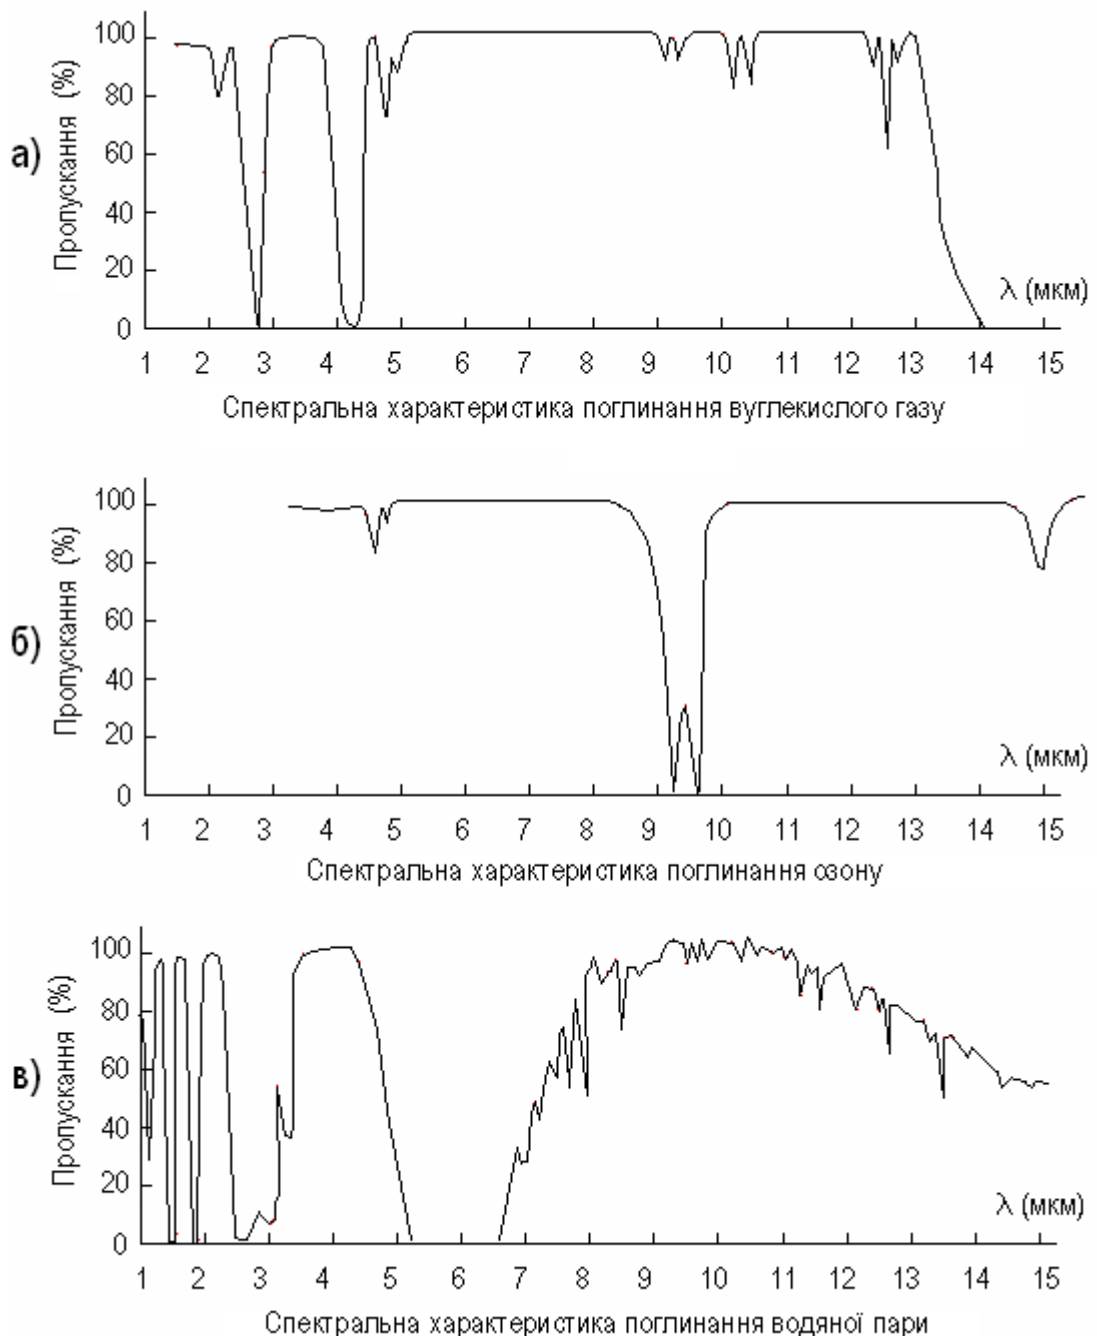 а)
Пропускання (%)
100
80
60
40
20
0
λ (мкм)
1 2 3 4 5 6 7 8 9 10 11 12 13 14 15
Спектральна характеристика поглинання вуглекислого газу
б)
Пропускання (%)
100
80
60
40
20
0
λ (мкм)
1 2 3 4 5 6 7 8 9 10 11 12 13 14 15
Спектральна характеристика поглинання озону
в)
Пропускання (%)
100
80
60
40
20
0
λ (мкм)
1 2 3 4 5 6 7 8 9 10 11 12 13 14 15
Спектральна характеристика поглинання водяної пари